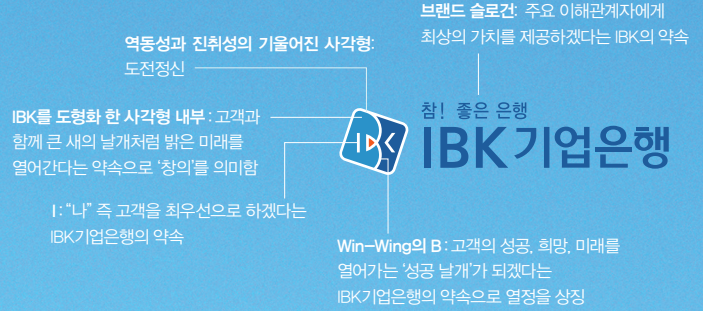 브랜드 슬로건: 주요 이해관계자에게
최상의 가치를 제공하겠다는 IBK의 약속
역동성과 진취성의 기울어진 사각형:
도전정신
IBK를 도형화 한 사각형 내부 : 고객과
함께 큰 새의 날개처럼 밝은 미래를
열어간다는 약속으로 ‘창의’를 의미함
참! 좋은 은행
IBK기업은행
I : “나” 즉 고객을 최우선으로 하겠다는
IBK기업은행의 약속
Win-Wing의 B : 고객의 성공, 희망, 미래를
열어가는 ‘성공 날개’가 되겠다는
IBK기업은행의 약속으로 열정을 상징